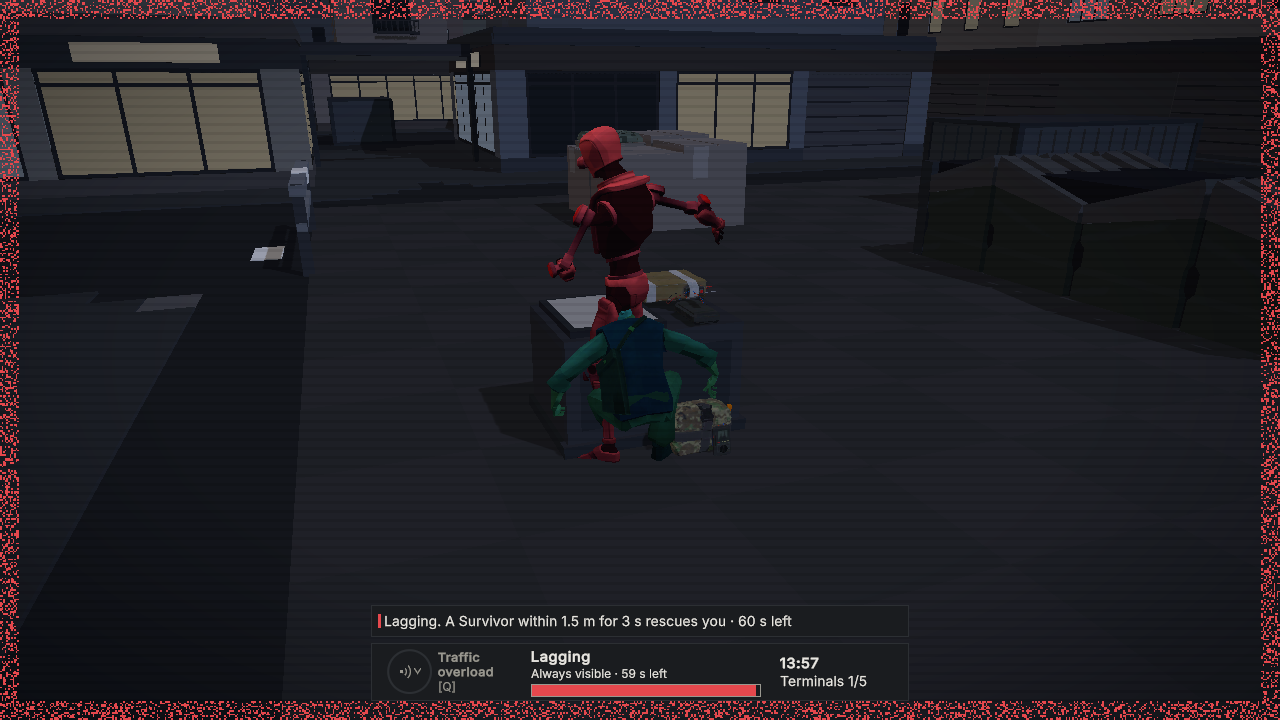 Lagging. A Survivor within 1.5 m for 3 s rescues you · 60 s left
Traffic
overload
[Q]
Lagging
Always visible · 59 s left
13:57
Terminals 1/5